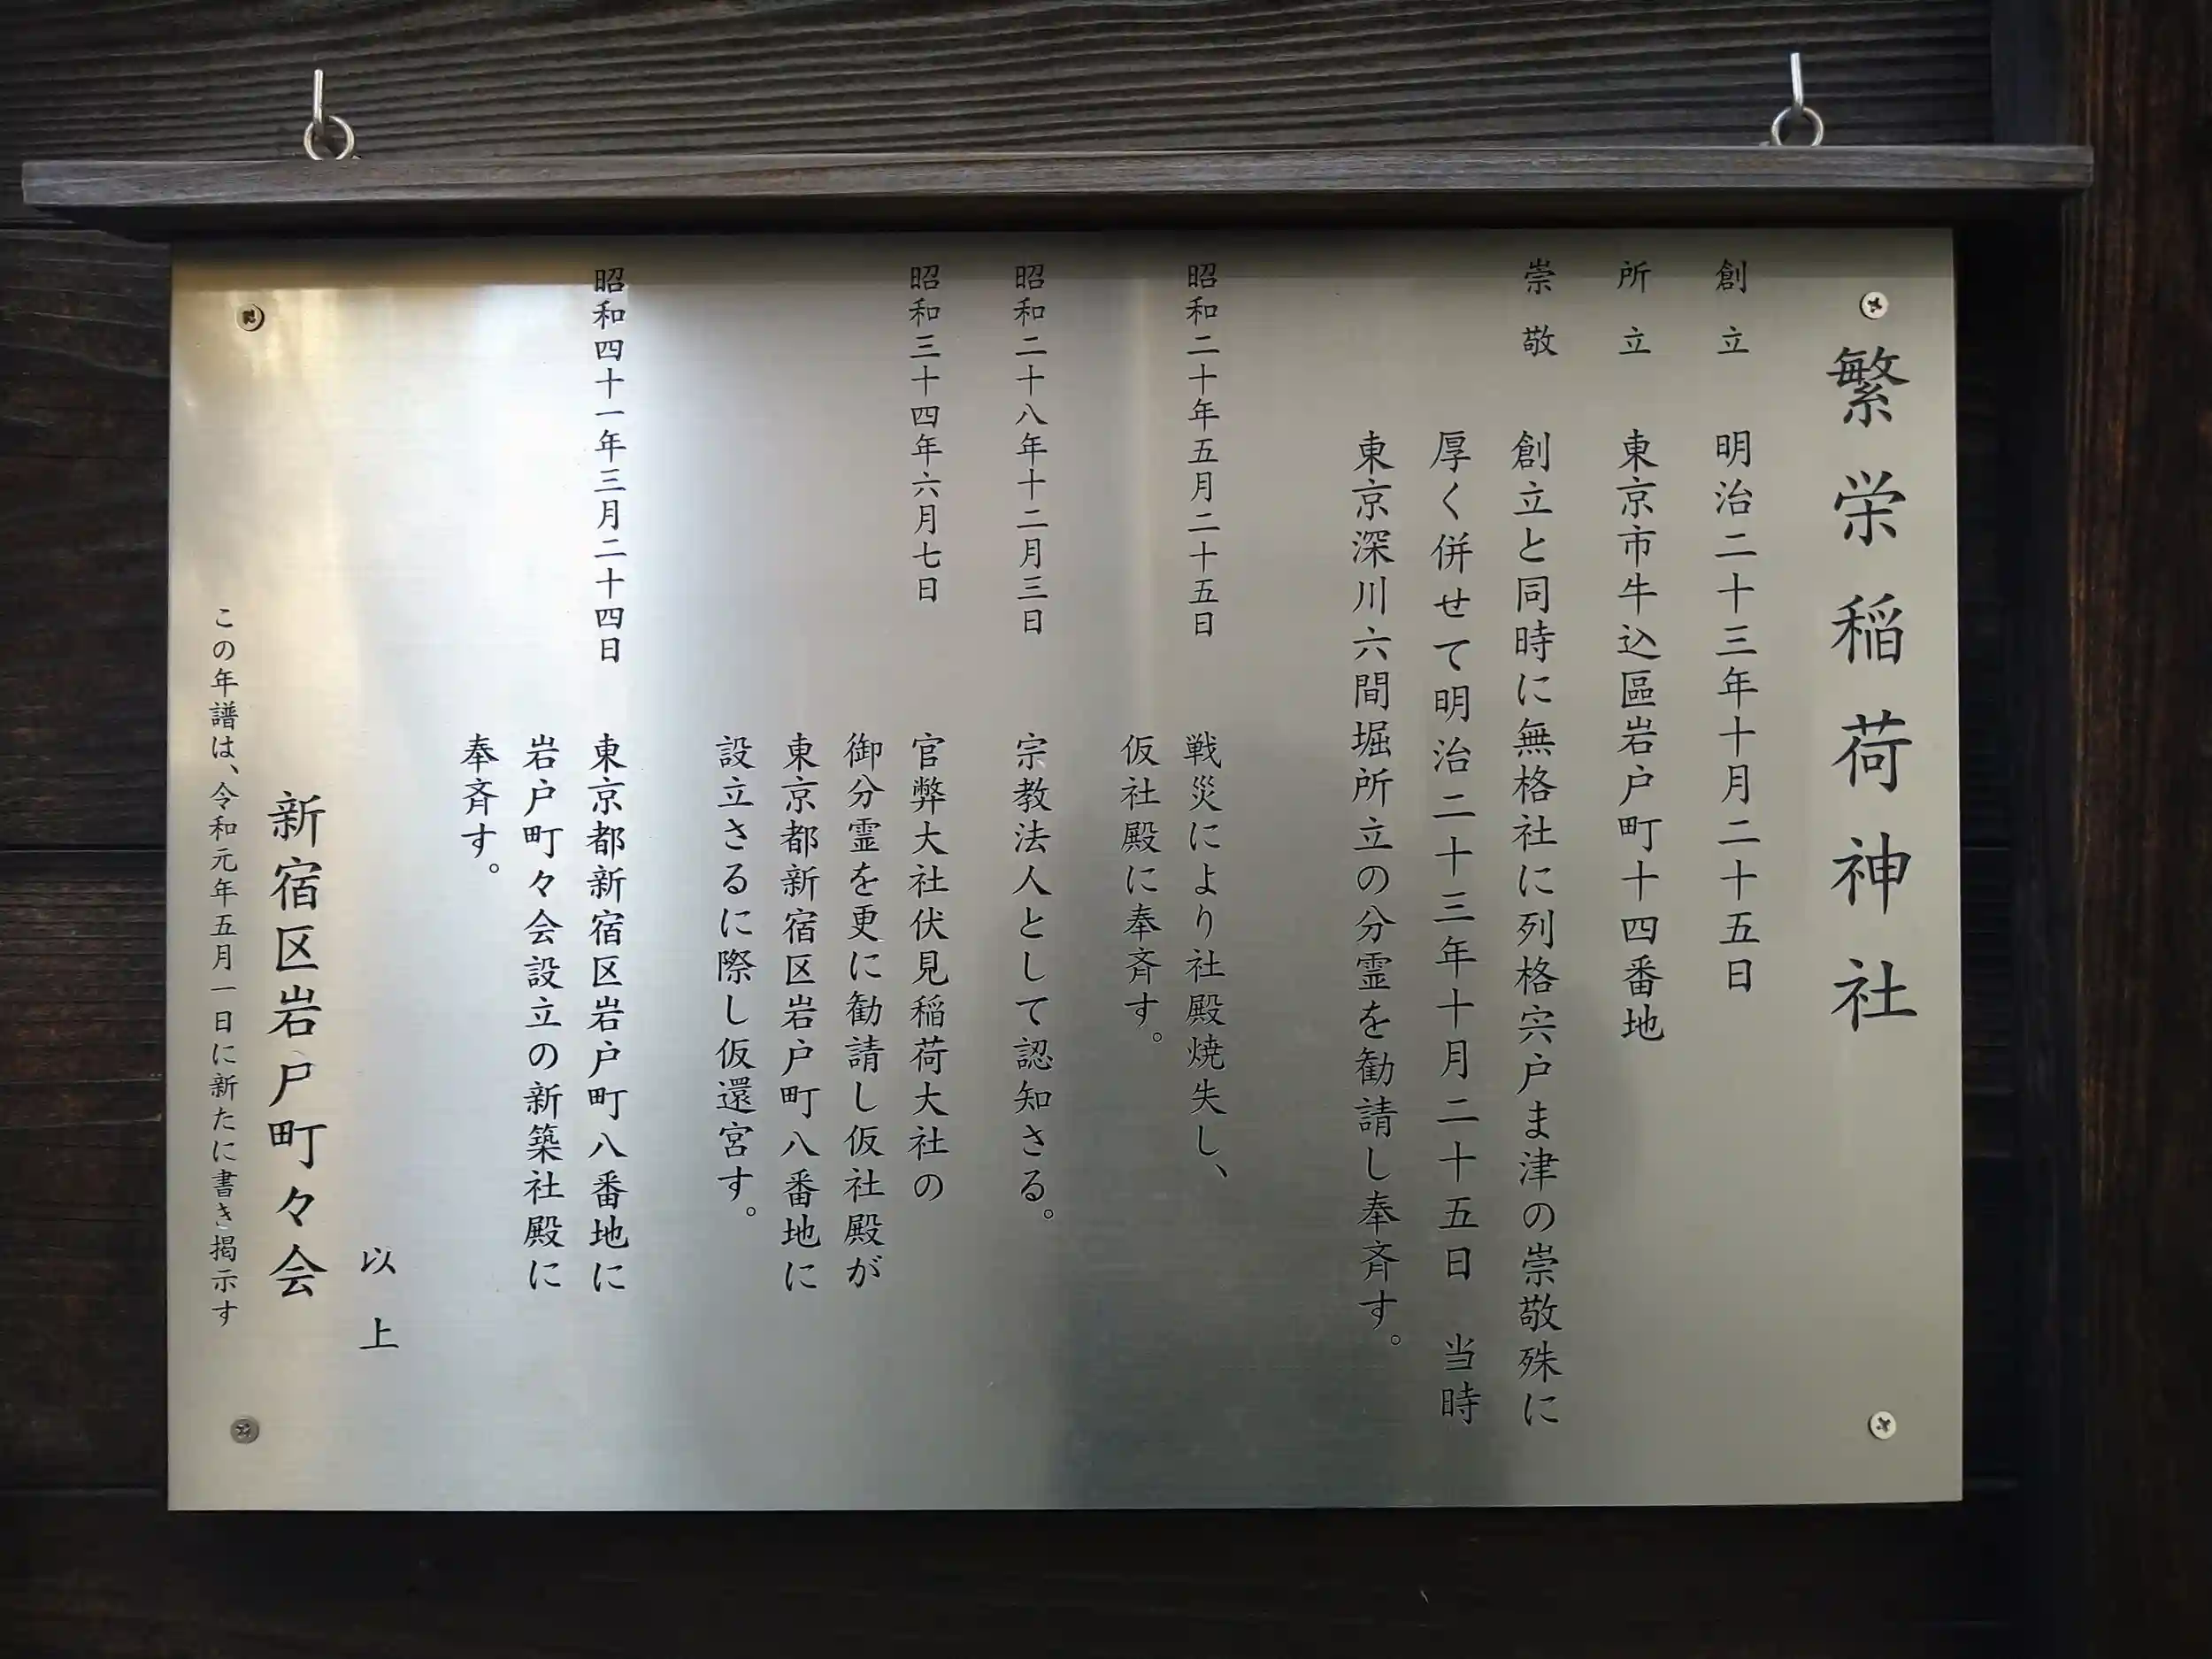 繁栄稲荷神社
創立 明治二十三年十月二十五日
所立 東京市牛込區岩戸町十四番地
崇敬 創立と同時に無格社に列格宍戸ま津の崇敬殊に
厚く併せて明治二十三年十月二十五日 当時
東京深川六間堀所立の分霊を勧請し奉斉す。
昭和二十年五月二十五日 戦災により社殿焼失し、
仮社殿に奉斉す。
昭和二十八年十二月三日 宗教法人として認知さる。
昭和三十四年六月七日 官弊大社伏見稲荷大社の
御分霊を更に勧請し仮社殿が
東京都新宿区岩戸町八番地に
設立さるに際し仮還宮す。
昭和四十一年三月二十四日 東京都新宿区岩戸町八番地に
岩戸町々会設立の新築社殿に
奉斉す。
以上
新宿区岩戸町々会
この年譜は、令和元年五月一日に新たに書き掲示す